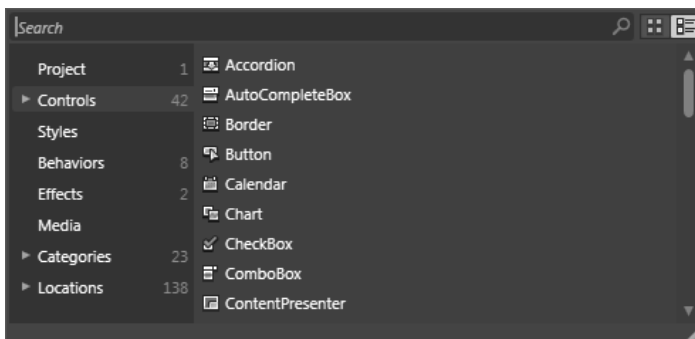 Search
Project 1
Controls 42
Styles
Behaviors 8
Effects 2
Media
Categories 23
Locations 138
Accordion
AutoCompleteBox
Border
Button
Calendar
Chart
CheckBox
ComboBox
ContentPresenter